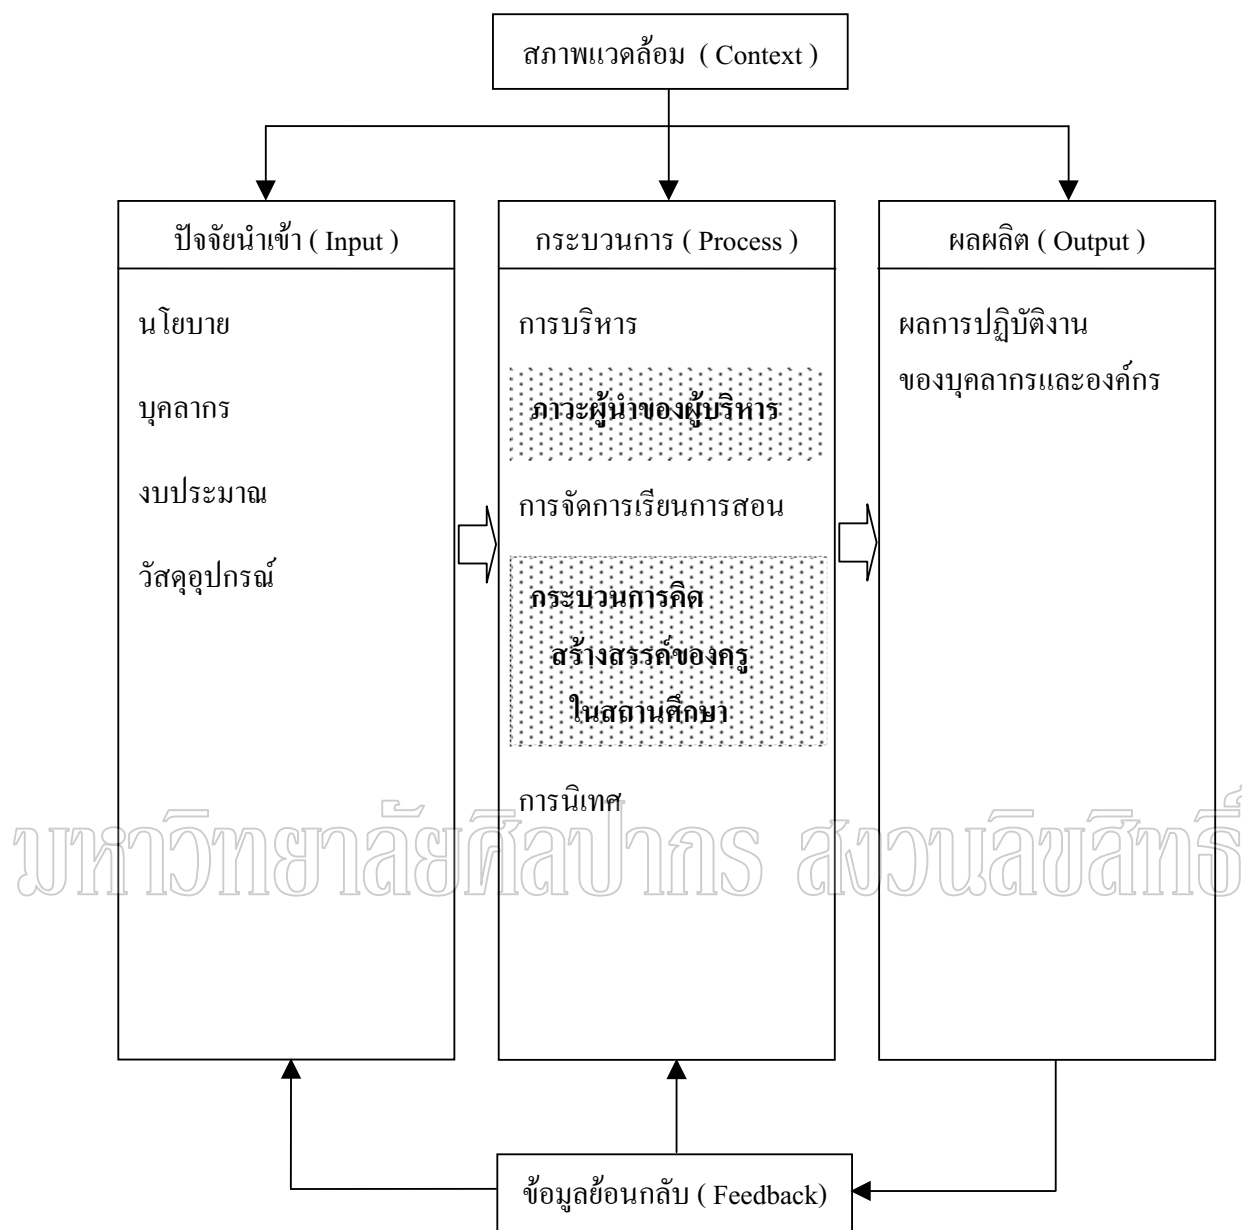 สภาพแวดล้อม ( Context )
ปัจจัยนำเข้า ( Input )
นโยบาย
บุคลากร
งบประมาณ
วัสดุอุปกรณ์
กระบวนการ ( Process )
การบริหาร
ภาวะผู้นำของผู้บริหาร
การจัดการเรียนการสอน
กระบวนการคิด
สร้างสรรค์ของครู
ในสถานศึกษา
การนิเทศ
ผลผลิต ( Output )
ผลการปฏิบัติงาน
ของบุคลากรและองค์กร
มหาวิทยาลัยศิลปากร สงวนลิขสิทธิ์
ข้อมูลย้อนกลับ ( Feedback)